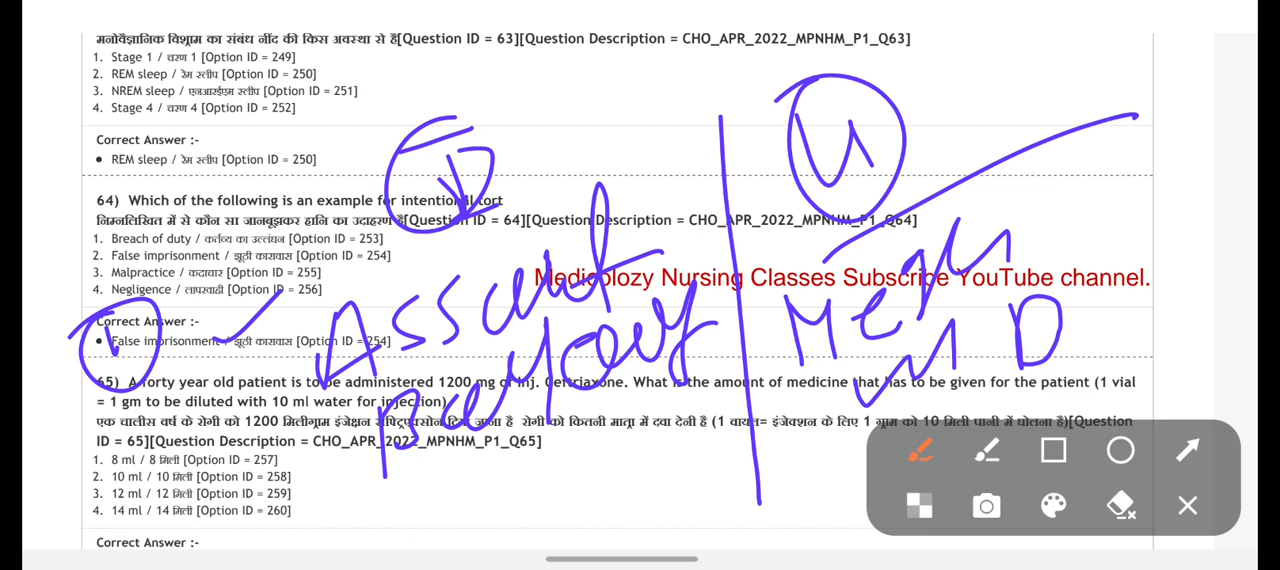 मनोवैज्ञानिक विश्राम का संबंध नींद की किस अवस्था से है[Question ID = 63][Question Description = CHO_APR_2022_MPNHM_P1_Q63]
1. Stage 1 / चरण 1 [Option ID = 249]
2. REM sleep / रेम स्लीप [Option ID = 250]
3. NREM sleep / एनआरईएम स्लीप [Option ID = 251]
4. Stage 4 / चरण 4 [Option ID = 252]
Correct Answer :-
• REM sleep / रेम स्लीप [Option ID = 250]
64) Which of the following is an example for intentional tort
निम्नलिखित में से कौन सा जानबूझकर हानि का उदाहरण है[Question ID = 64][Question Description = CHO_APR_2022_MPNHM_P1_Q64]
1. Breach of duty / कर्तव्य का उल्लंघन [Option ID = 253]
2. False imprisonment / झूठी कारावास [Option ID = 254]
3. Malpractice / कदाचार [Option ID = 255]
4. Negligence / लापरवाही [Option ID = 256]
Medicolozy Nursing Classes Subscribe YouTube channel.
Correct Answer :-
• False imprisonment / झूठी कारावास [Option ID = 254]
65) A forty year old patient is to be administered 1200 mg of Inj. Ceftriaxone. What is the amount of medicine that has to be given for the patient (1 vial
= 1 gm to be diluted with 10 ml water for injection)
एक चालीस वर्ष के रोगी को 1200 मिलीग्राम इंजेक्शन सेफ्ट्रिएक्सोन दिया जाना है रोगी को कितनी मात्रा में दवा देनी है (1 वायल= इंजेक्शन के लिए 1 ग्राम को 10 मिली पानी में घोलना है)[Question
ID = 65][Question Description = CHO_APR_2022_MPNHM_P1_Q65]
1. 8 ml / 8 मिली [Option ID = 257]
2. 10 ml / 10 मिली [Option ID = 258]
3. 12 ml / 12 मिली [Option ID = 259]
4. 14 ml / 14 मिली [Option ID = 260]
Correct Answer :-